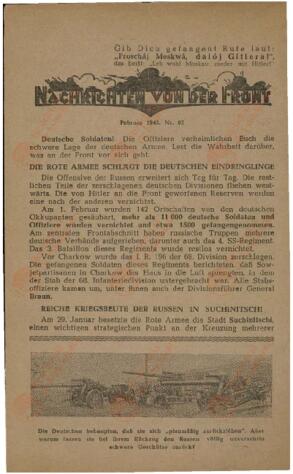 Gib Dich gefangen! Rufe laut:
„Proschāj Moskwā, dalōj Gitlera!",
das heißt: „Leb wohl Moskau, nieder mit Hitler!"
NACHRICHTEN VON DER FRONT
Februar 1942. Nr.
Deutsche Soldaten! Die Offiziere verheimlichen Euch die
schwere Lage der deutschen Armee. Lest die Wahrheit darüber,
was an der Front vor sich geht.
DIE ROTE ARMEE SCHLÄGT DIE DEUTSCHEN EINDRINGLINGE
Die Offensive der Russen erweitert sich Tag für Tag. Die rest-
lichen Teile der zerschlagenen deutschen Divisionen fliehen west-
wärts. Die von Hitler an die Front geworfenen Reserven werden
eine nach der anderen vernichtet.
Am 1. Februar wurden 142 Ortschaften von den deutschen
Okkupanten gesäubert, mehr als 11 000 deutsche Soldaten und
Offiziere wurden vernichtet und etwa 1500 gefangengenommen.
Am zentralen Frontabschnitt haben russische Truppen mehrere
deutsche Verbände aufgerieben, darunter auch das 4. SS-Regiment.
Das 3. Bataillon dieses Regiments wurde restlos vernichtet.
Vor Charkow wurde das I. R. 196 der 68. Division zerschlagen.
Die gefangenen Soldaten dieses Regiments berichteten, daß Sow-
jetpartisanen in Charkow das Haus in die Luft sprengten, in dem
der Stab der 68. Infanteriedivision untergebracht war. Alle Stabs-
offiziere kamen um, unter ihnen auch der Divisionsführer General
Braun.
REICHE KRIEGSBEUTE DER RUSSEN IN SUCHINITSCHI
Am 29. Januar besetzte die Rote Armee die Stadt Suchinitschi,
einen wichtigen strategischen Punkt an der Kreuzung mehrerer
Die Deutschen behaupten, daß sie sich „planmäßig zurückziehen". Aber
warum lassen sie bei ihrem Rückzug den Russen völlig unversehrte
schwere Geschütze zurück?